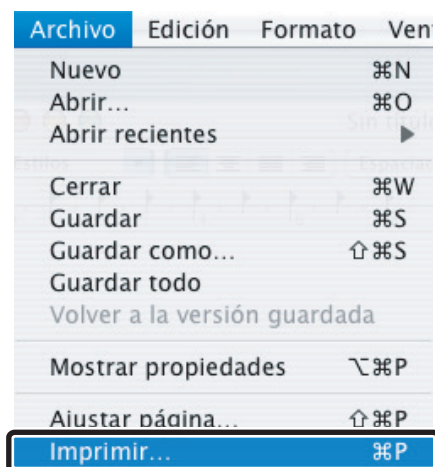 Archivo Edición Formato Ven
Nuevo ⌘N
Abrir... ⌘O
Abrir recientes ▶
Cerrar ⌘W
Guardar ⌘S
Guardar como... ⇧⌘S
Guardar todo
Volver a la versión guardada
Mostrar propiedades ⌥⌘P
Ajustar página... ⇧⌘P
Imprimir... ⌘P